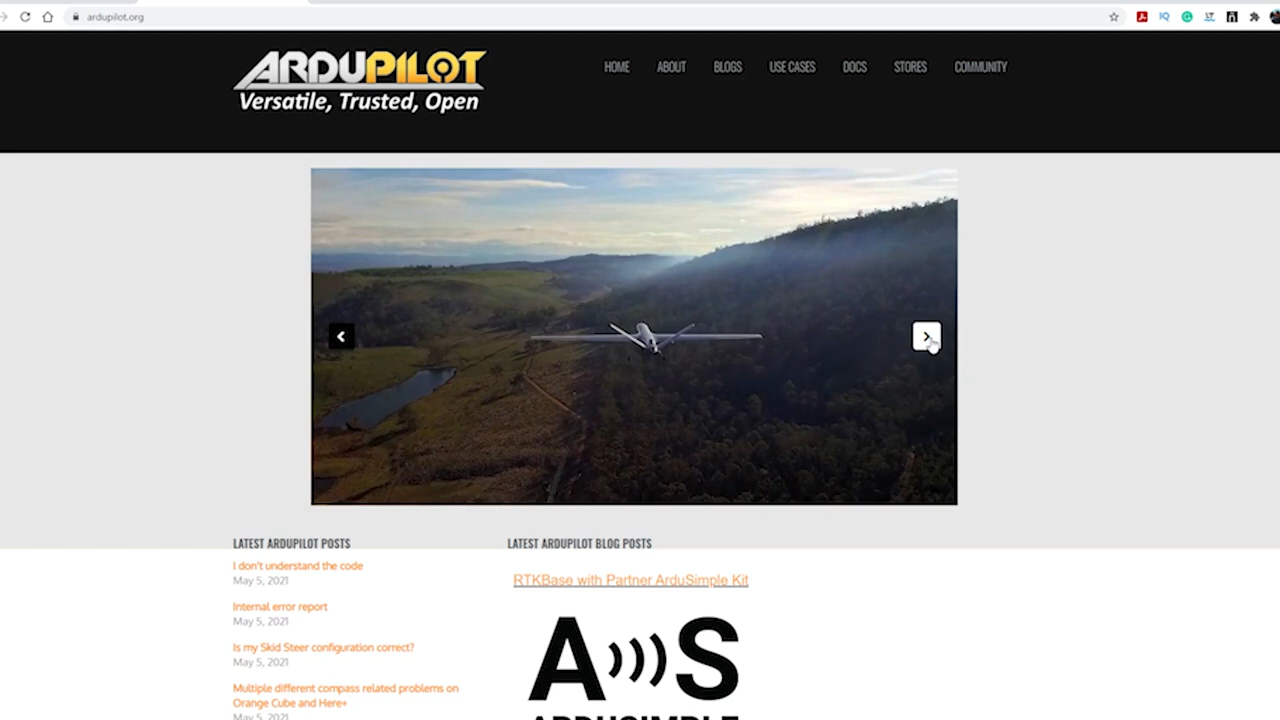 ardupilot.org
ARDUPILOT
Versatile, Trusted, Open
HOME ABOUT BLOGS USE CASES DOCS STORES COMMUNITY
LATEST ARDUPILOT POSTS
I don't understand the code
May 5, 2021
Internal error report
May 5, 2021
Is my Skid Steer configuration correct?
May 5, 2021
Multiple different compass related problems on
Orange Cube and Here+
May 5, 2021
LATEST ARDUPILOT BLOG POSTS
RTKBase with Partner ArduSimple Kit
A S
ARDUSIMPLE